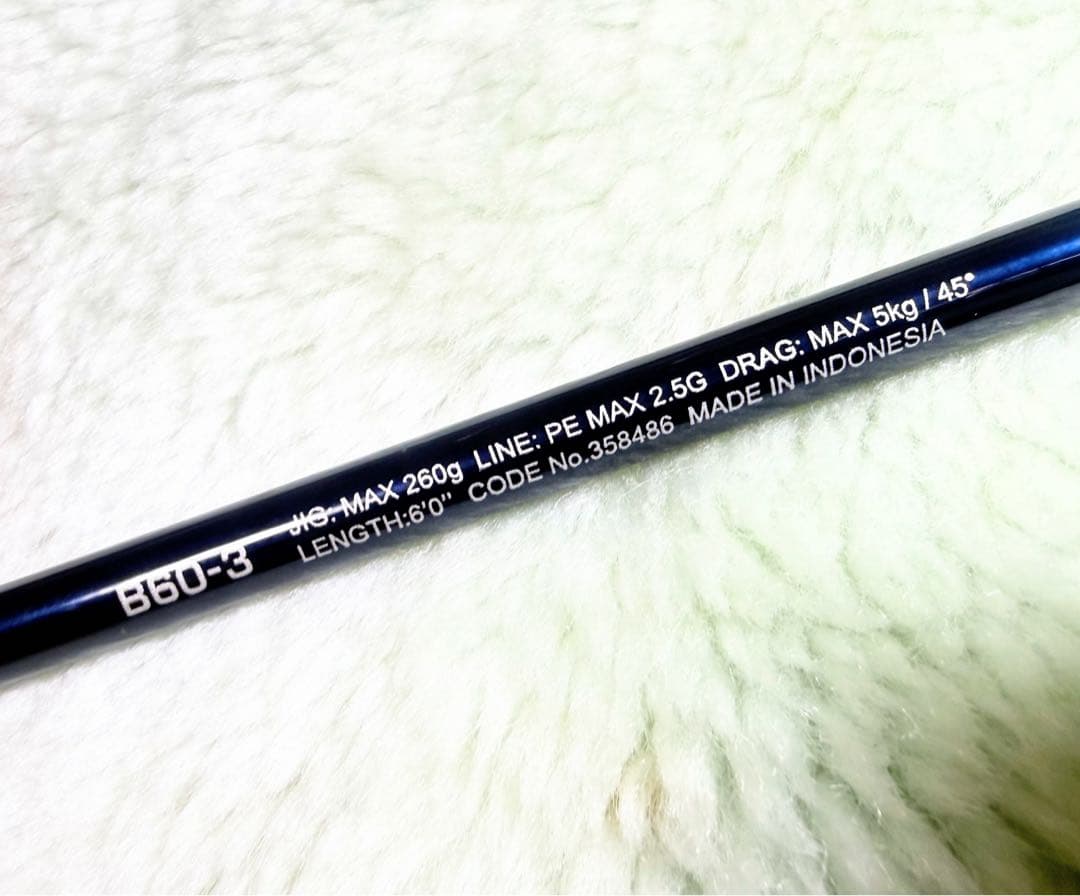 B60-3
JIG: MAX 260g LINE: PE MAX 2.5G DRAG: MAX 5kg / 45°
LENGTH:6'0" CODE No.358486 MADE IN INDONESIA